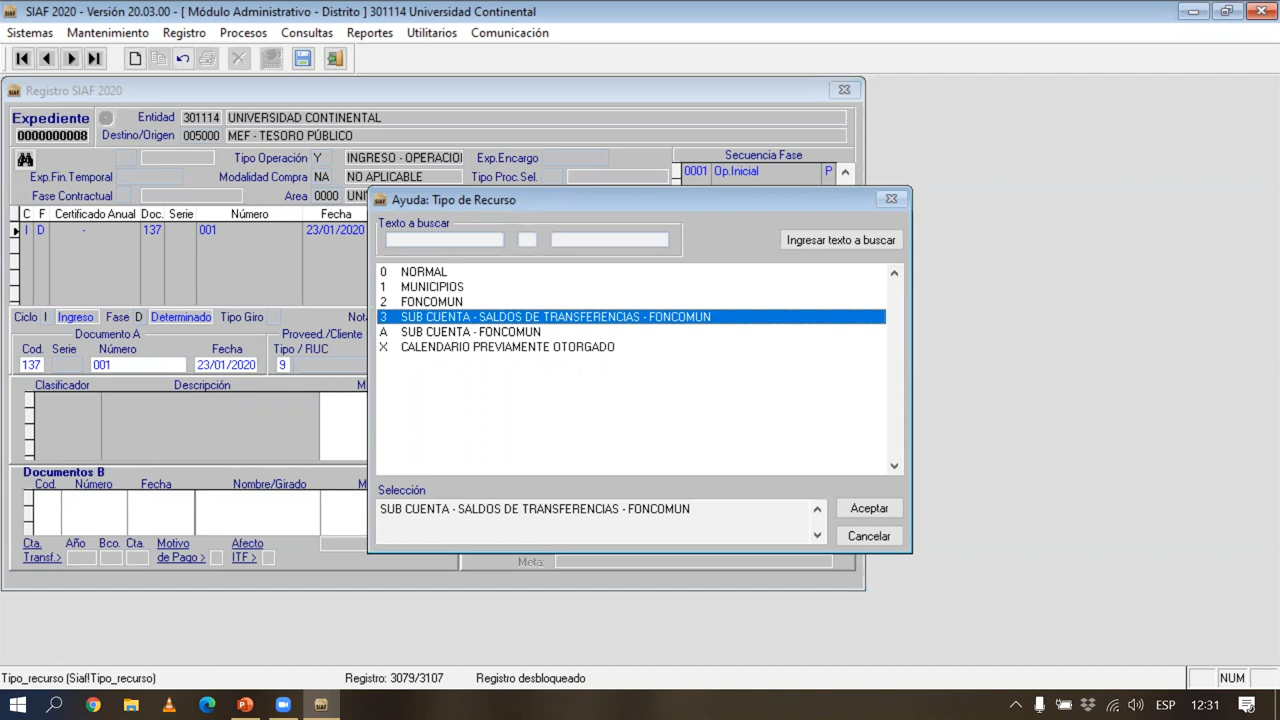 SIAF 2020 - Versión 20.03.00 - [ Módulo Administrativo - Distrito ] 301114 Universidad Continental
Sistemas Mantenimiento Registro Procesos Consultas Reportes Utilitarios Comunicación
Registro SIAF 2020
Expediente Entidad 301114 UNIVERSIDAD CONTINENTAL
0000000008 Destino/Origen 005000 MEF - TESORO PÚBLICO
Tipo Operación Y INGRESO - OPERACIO Exp.Encargo Secuencia Fase
Exp.Fin.Temporal Modalidad Compra NA NO APLICABLE Tipo Proc.Sel. 0001 Op.Inicial P
Fase Contractual Area 0000 UNI
C F Certificado Anual Doc. Serie Número Fecha
I D - 137 001 23/01/2020
Ciclo I Ingreso Fase D Determinado Tipo Giro Not
Documento A Proveed./Cliente
Cod. Serie Número Fecha Tipo / RUC
137 001 23/01/2020 9
Clasificador Descripción M
Documentos B
Cod. Número Fecha Nombre/Girado M
Cta. Año Bco. Cta. Motivo Afecto
Transf.> de Pago > ITF >
Meta:
Ayuda: Tipo de Recurso
Texto a buscar
Ingresar texto a buscar
0 NORMAL
1 MUNICIPIOS
2 FONCOMUN
3 SUB CUENTA - SALDOS DE TRANSFERENCIAS - FONCOMUN
A SUB CUENTA - FONCOMUN
X CALENDARIO PREVIAMENTE OTORGADO
Selección
SUB CUENTA - SALDOS DE TRANSFERENCIAS - FONCOMUN
Aceptar
Cancelar
Tipo_recurso (Siaf!Tipo_recurso) Registro: 3079/3107 Registro desbloqueado NUM
ESP 12:31